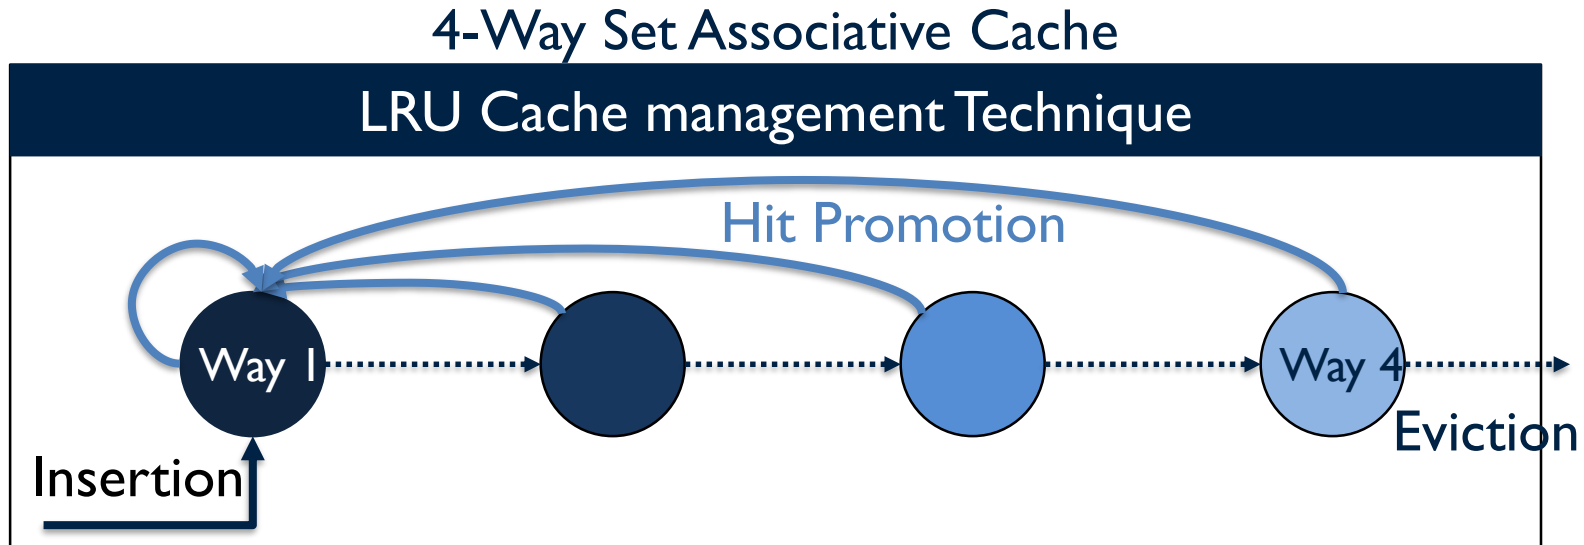 4-Way Set Associative Cache
LRU Cache management Technique
Hit Promotion
Way 1
Way 4
Eviction
Insertion